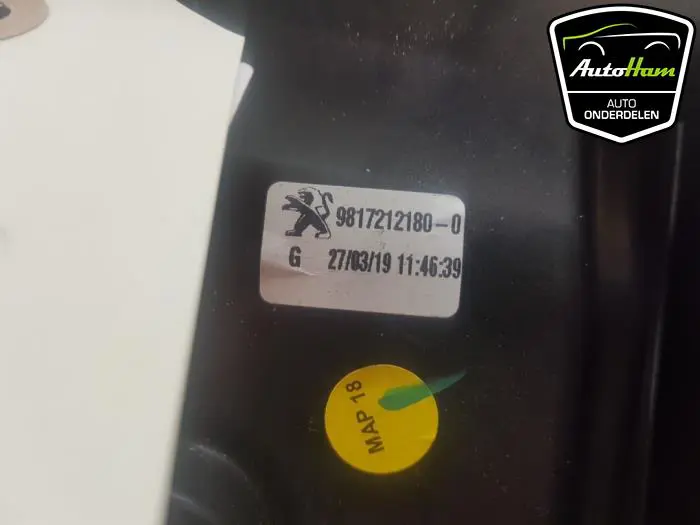 AutoHam
AUTO
ONDERDELEN
9817212180-0
G 27/03/19 11:46:39
MAP 18